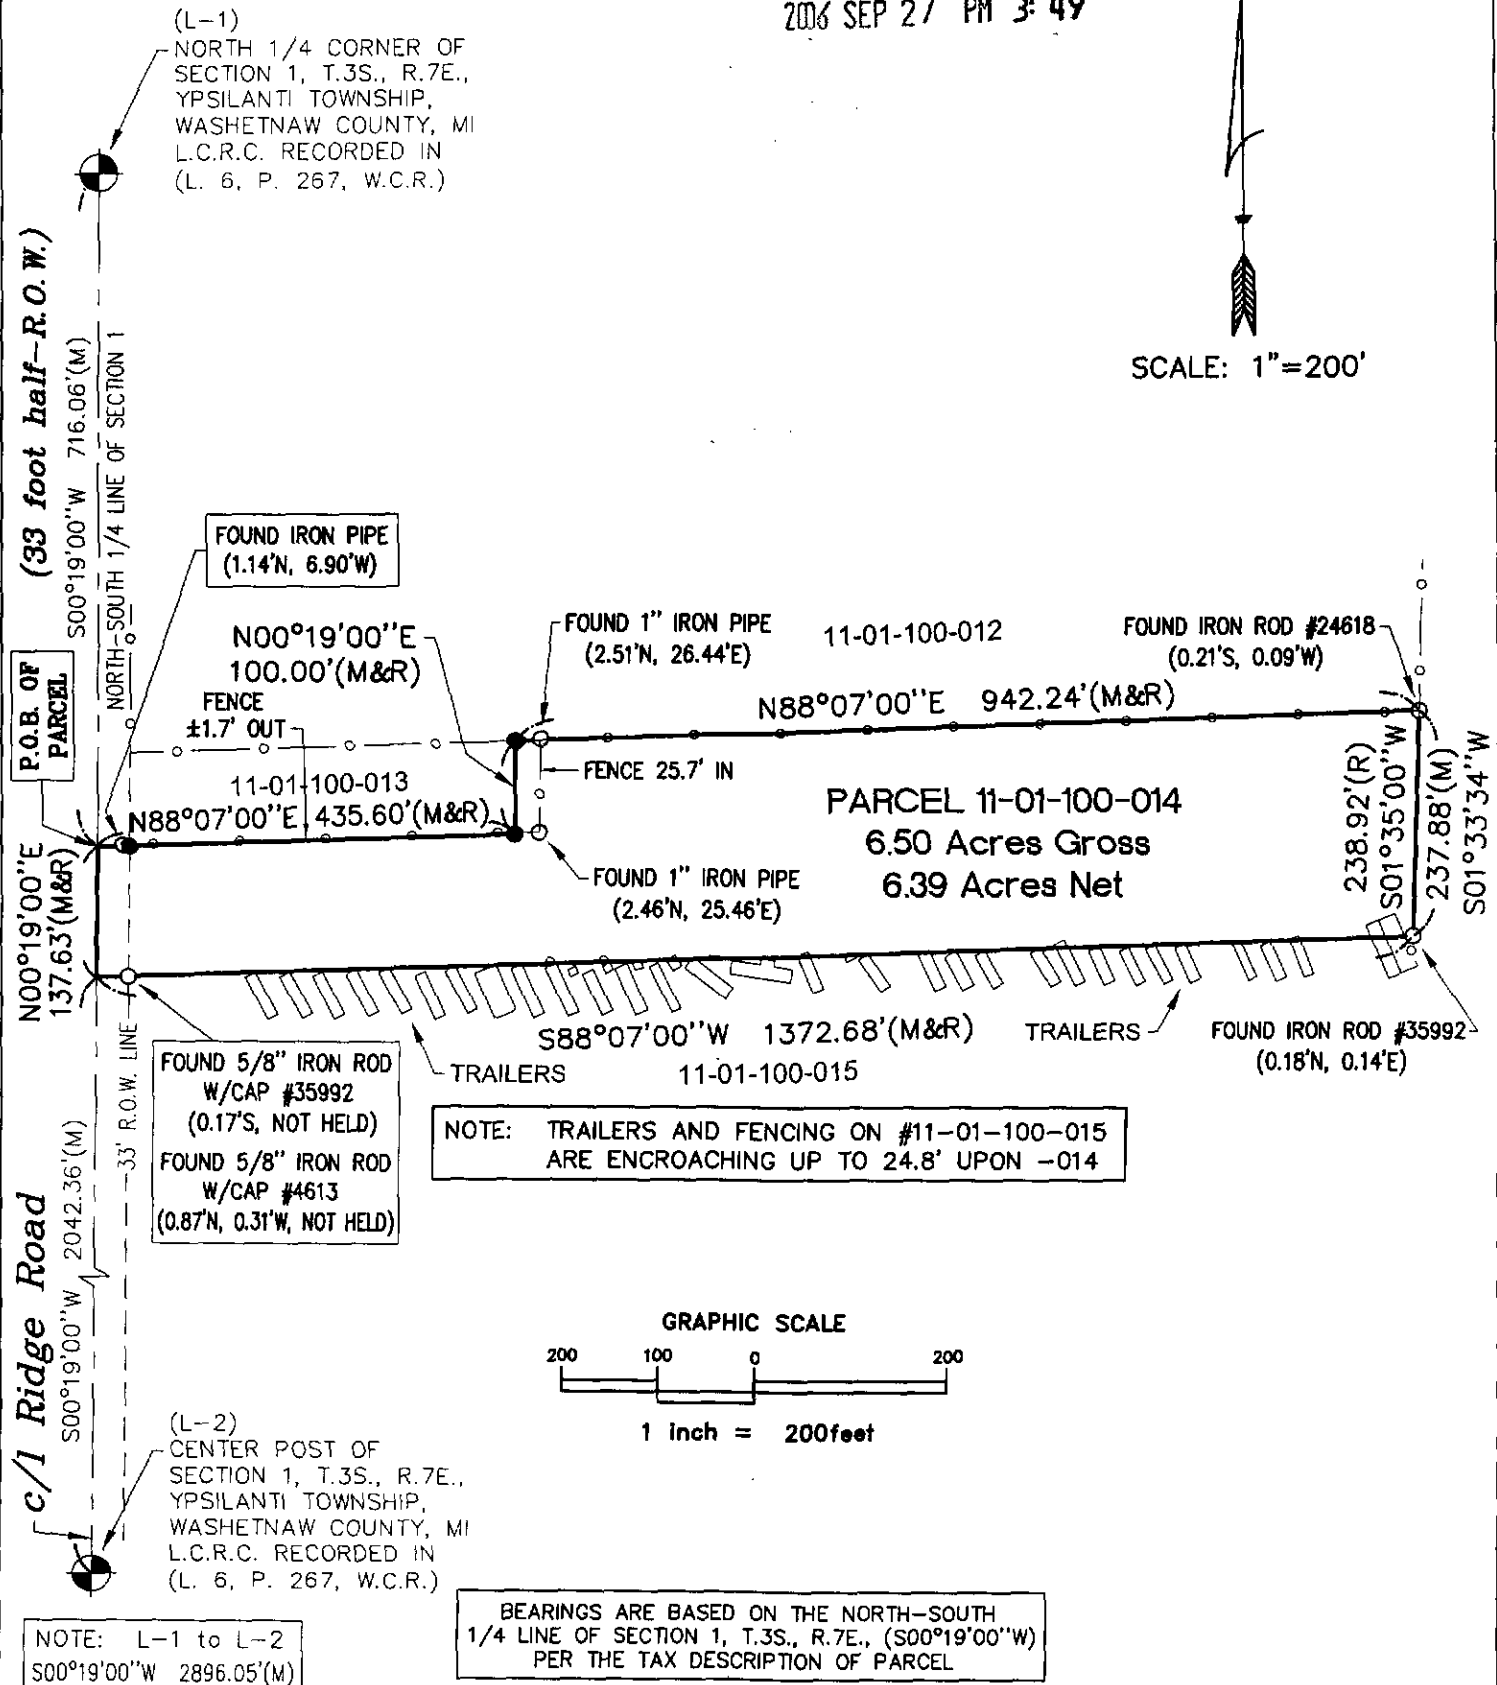 2006 SEP 27 PM 3:49
(L-1)
NORTH 1/4 CORNER OF
SECTION 1, T.3S., R.7E.,
YPSILANTI TOWNSHIP,
WASHETNAW COUNTY, MI
L.C.R.C. RECORDED IN
(L. 6, P. 267, W.C.R.)
SCALE: 1"=200'
(33 foot half-R.O.W.)
S00°19'00"W 716.06'(M)
NORTH-SOUTH 1/4 LINE OF SECTION 1
FOUND IRON PIPE
(1.14'N, 6.90'W)
N00°19'00"E
100.00'(M&R)
FENCE
±1.7' OUT
FOUND 1" IRON PIPE
(2.51'N, 26.44'E)
11-01-100-012
FOUND IRON ROD #24618
(0.21'S, 0.09'W)
N88°07'00"E 942.24'(M&R)
P.O.B. OF
PARCEL
11-01-100-013
FENCE 25.7' IN
N88°07'00"E 435.60'(M&R)
PARCEL 11-01-100-014
6.50 Acres Gross
6.39 Acres Net
238.92'(R)
S01°35'00"W
237.88'(M)
S01°33'34"W
N00°19'00"E
137.63'(M&R)
FOUND 1" IRON PIPE
(2.46'N, 25.46'E)
S88°07'00"W 1372.68'(M&R)
TRAILERS
FOUND IRON ROD #35992
(0.18'N, 0.14'E)
TRAILERS
11-01-100-015
33' R.O.W. LINE
FOUND 5/8" IRON ROD
W/CAP #35992
(0.17'S, NOT HELD)
FOUND 5/8" IRON ROD
W/CAP #4613
(0.87'N, 0.31'W, NOT HELD)
NOTE: TRAILERS AND FENCING ON #11-01-100-015
ARE ENCROACHING UP TO 24.8' UPON -014
c/l Ridge Road
S00°19'00"W 2042.36'(M)
GRAPHIC SCALE
200 100 0 200
1 inch = 200feet
(L-2)
CENTER POST OF
SECTION 1, T.3S., R.7E.,
YPSILANTI TOWNSHIP,
WASHETNAW COUNTY, MI
L.C.R.C. RECORDED IN
(L. 6, P. 267, W.C.R.)
NOTE: L-1 to L-2
S00°19'00"W 2896.05'(M)
BEARINGS ARE BASED ON THE NORTH-SOUTH
1/4 LINE OF SECTION 1, T.3S., R.7E., (S00°19'00"W)
PER THE TAX DESCRIPTION OF PARCEL